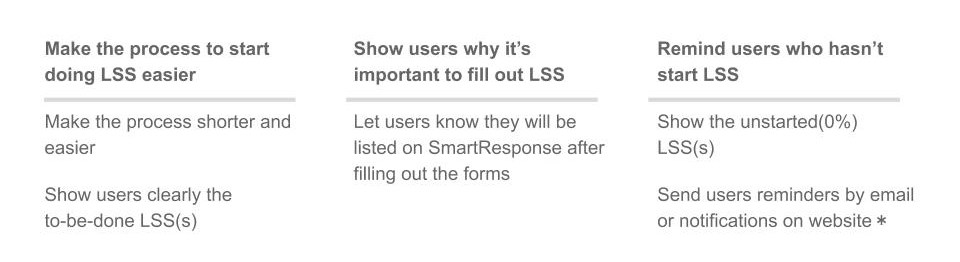 Make the process to start
doing LSS easier
Make the process shorter and
easier
Show users clearly the
to-be-done LSS(s)
Show users why it’s
important to fill out LSS
Let users know they will be
listed on SmartResponse after
filling out the forms
Remind users who hasn’t
start LSS
Show the unstarted(0%)
LSS(s)
Send users reminders by email
or notifications on website *